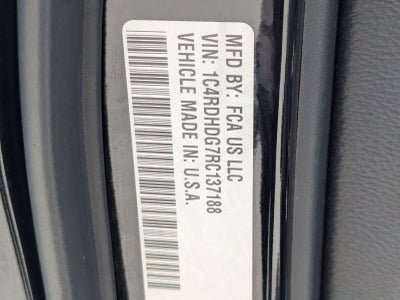 MFD BY: FCA US LLC
VIN: 1C4RDHDG7RC137188
VEHICLE MADE IN: U.S.A.